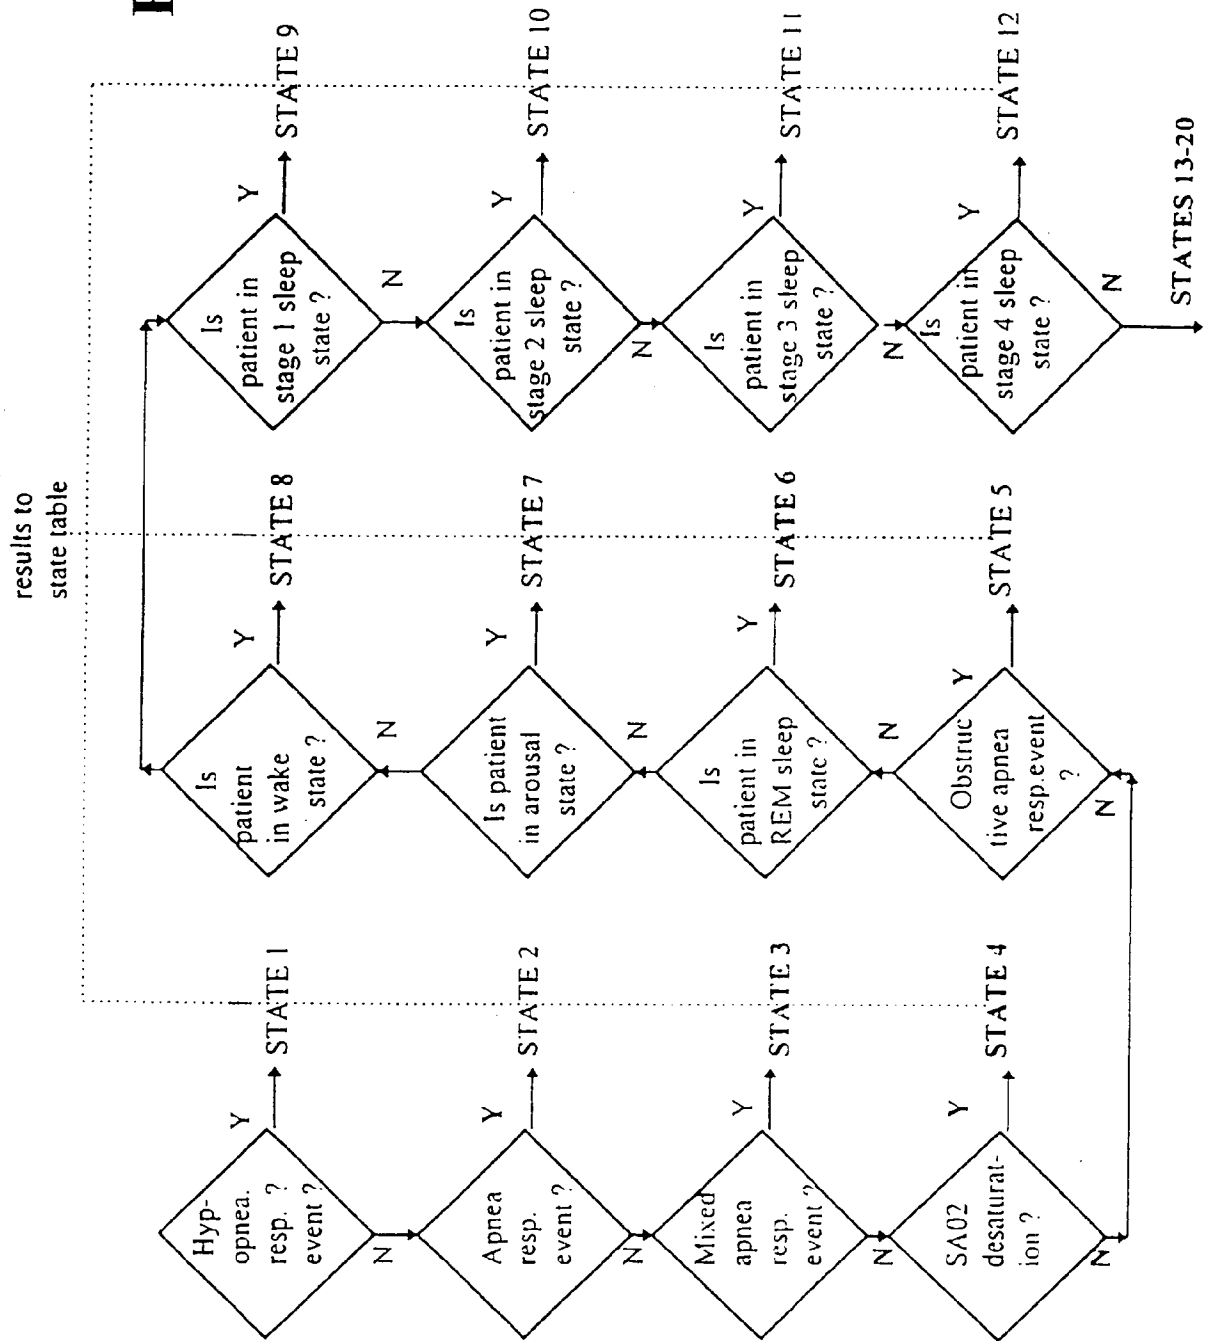 results to
state table
Hyp-
opnea.
resp. ?
event ?
Y
STATE 1
N
Apnea
resp.
event ?
Y
STATE 2
N
Mixed
apnea
resp.
event ?
Y
STATE 3
N
SA02
desaturat-
ion ?
Y
STATE 4
N
Obstruc
tive apnea
resp.event
?
Y
STATE 5
N
N
Is
patient in
REM sleep
state ?
Y
STATE 6
N
Is patient
in arousal
state ?
Y
STATE 7
N
Is
patient
in wake
state ?
Y
STATE 8
Is
patient in
stage 1 sleep
state ?
Y
STATE 9
N
Is
patient in
stage 2 sleep
state ?
Y
STATE 10
N
Is
patient in
stage 3 sleep
state ?
Y
STATE 11
N
Is
patient in
stage 4 sleep
state ?
Y
STATE 12
N
STATES 13-20